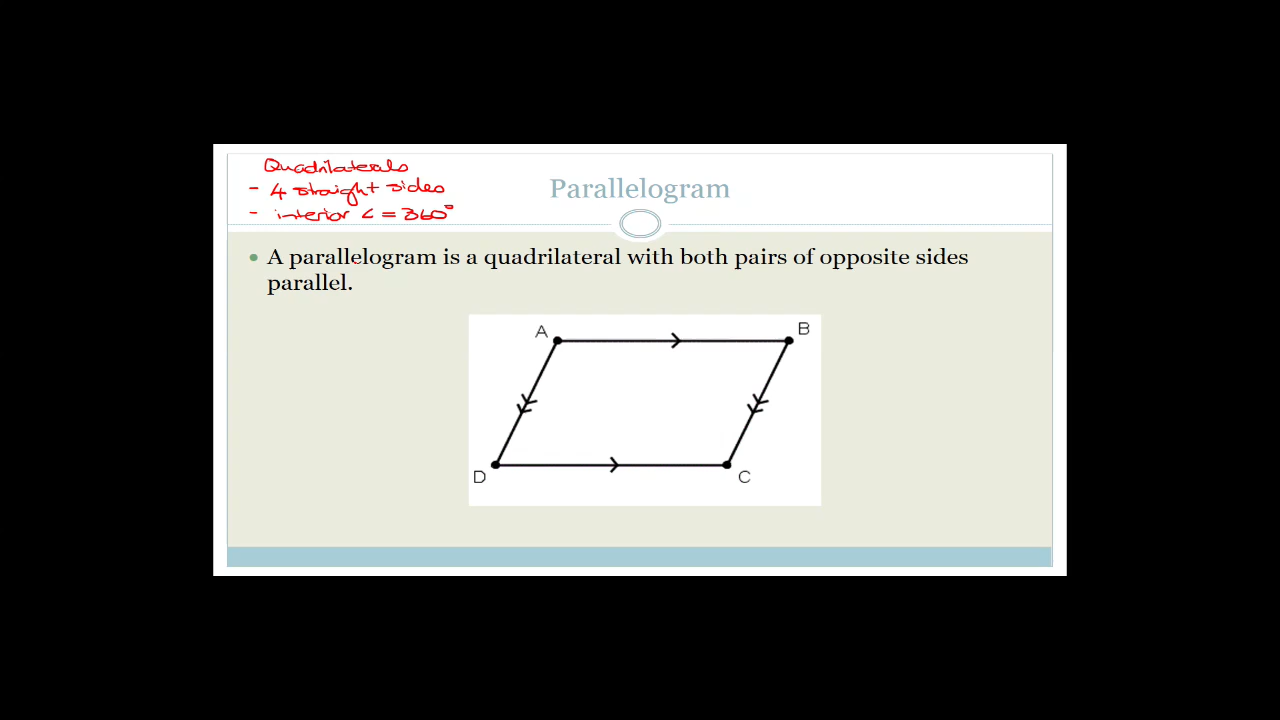 Quadrilaterals
- 4 straight sides
- interior < = 360°
Parallelogram
• A parallelogram is a quadrilateral with both pairs of opposite sides
parallel.
A
B
D
C